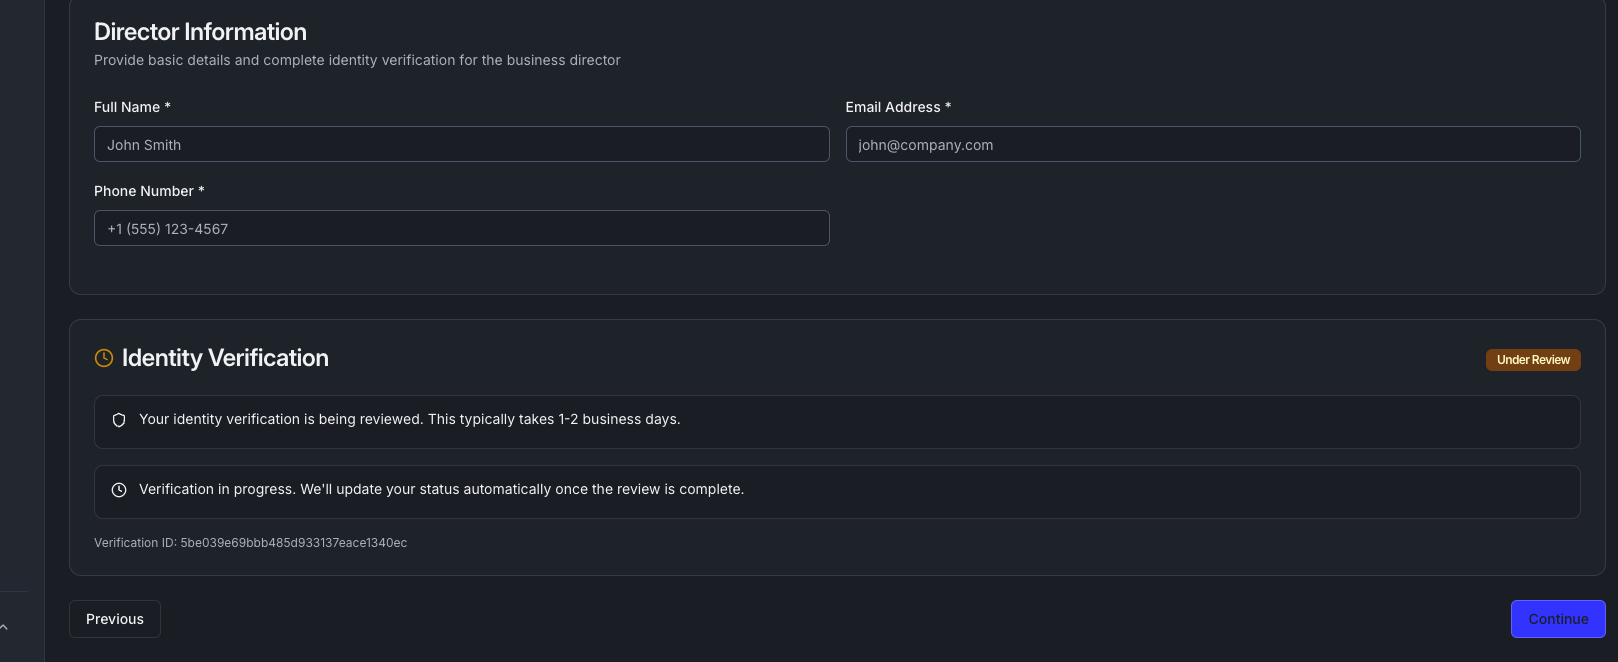 Director Information
Provide basic details and complete identity verification for the business director
Full Name *
Email Address *
John Smith
john@company.com
Phone Number *
+1 (555) 123-4567
Identity Verification
Under Review
Your identity verification is being reviewed. This typically takes 1-2 business days.
Verification in progress. We'll update your status automatically once the review is complete.
Verification ID: 5be039e69bbb485d933137eace1340ec
Previous
Continue